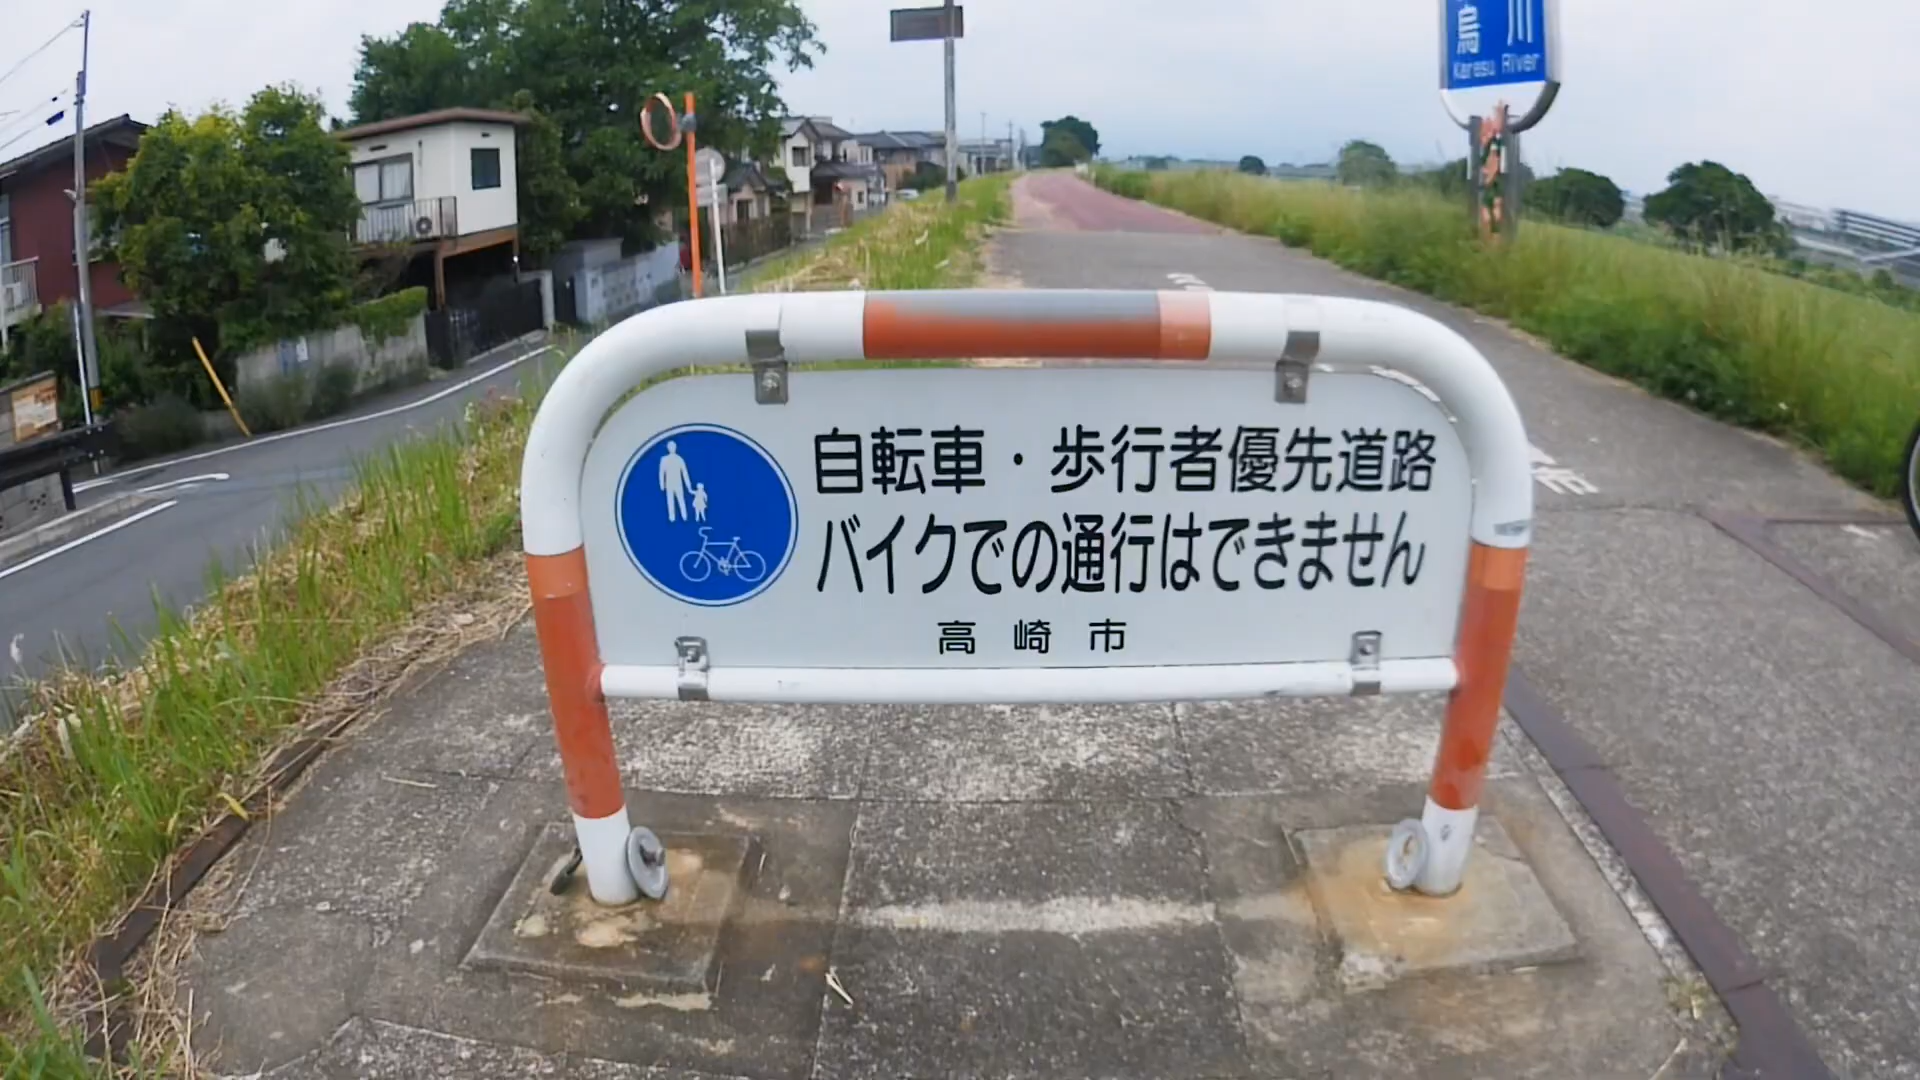 烏川
Karasu River
自転車・歩行者優先道路
バイクでの通行はできません
高崎市